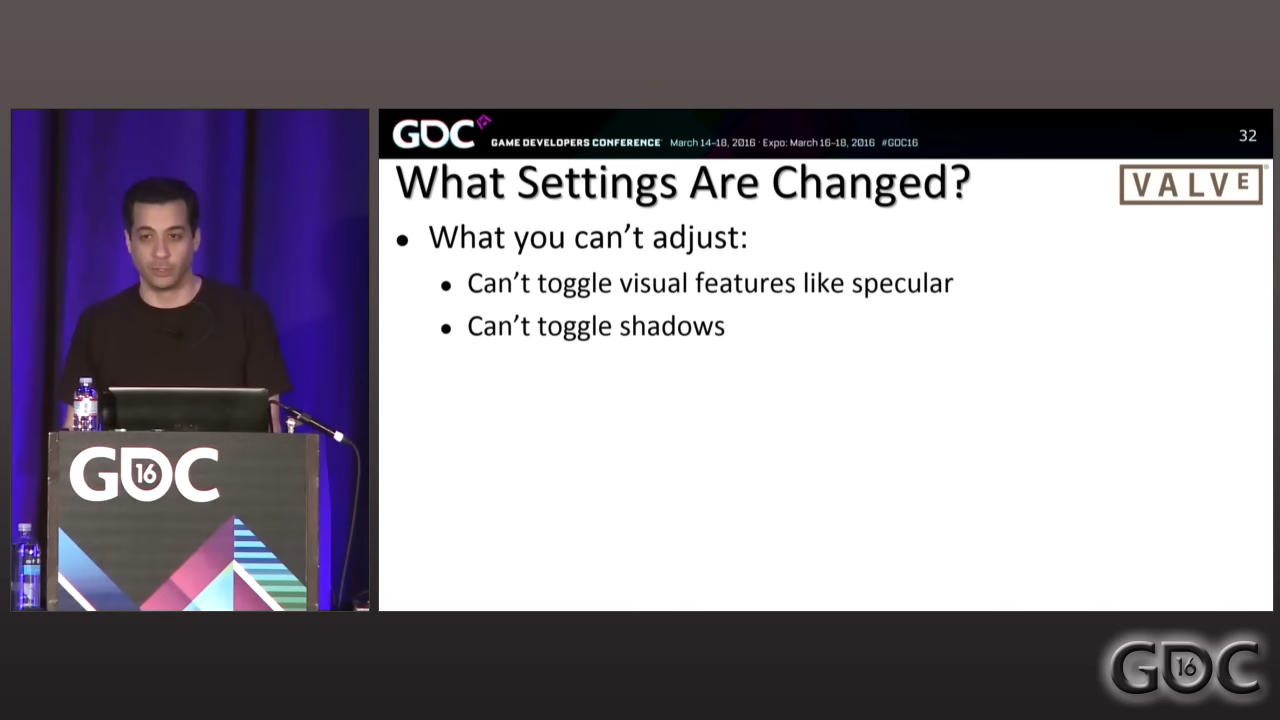 GDC
GAME DEVELOPERS CONFERENCE® March 14–18, 2016 · Expo: March 16–18, 2016 #GDC16
32
What Settings Are Changed?
VALVE®
• What you can’t adjust:
• Can’t toggle visual features like specular
• Can’t toggle shadows
GDC
16
GDC
16